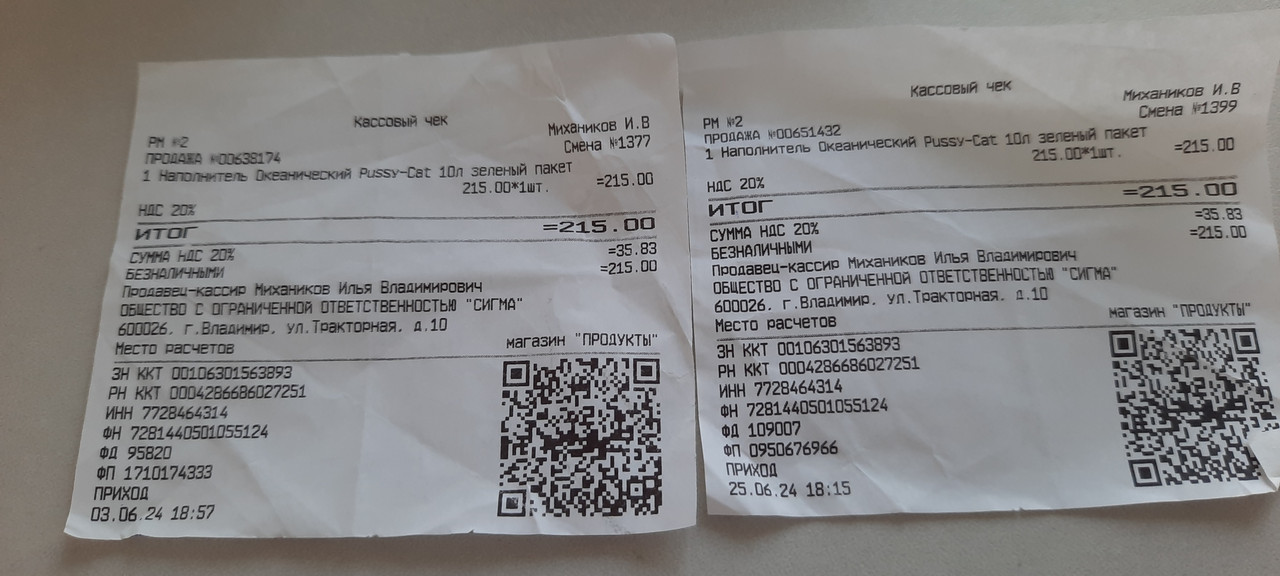 Кассовый чек
РМ №2
Михаников И.В
ПРОДАЖА №00638174
Смена №1377
1 Наполнитель Океанический Pussy-Cat 10л зеленый пакет
215.00*1шт.
=215.00
НДС 20%
ИТОГ
=215.00
СУММА НДС 20%
=35.83
БЕЗНАЛИЧНЫМИ
=215.00
Продавец-кассир Михаников Илья Владимирович
ОБЩЕСТВО С ОГРАНИЧЕННОЙ ОТВЕТСТВЕННОСТЬЮ "СИГМА"
600026, г.Владимир, ул.Тракторная, д.10
Место расчетов
магазин "ПРОДУКТЫ"
ЗН ККТ 00106301563893
РН ККТ 0004286686027251
ИНН 7728464314
ФН 7281440501055124
ФД 95820
ФП 1710174333
ПРИХОД
03.06.24 18:57
Кассовый чек
РМ №2
Михаников И.В
ПРОДАЖА №00651432
Смена №1399
1 Наполнитель Океанический Pussy-Cat 10л зеленый пакет
215.00*1шт.
=215.00
НДС 20%
ИТОГ
=215.00
СУММА НДС 20%
=35.83
БЕЗНАЛИЧНЫМИ
=215.00
Продавец-кассир Михаников Илья Владимирович
ОБЩЕСТВО С ОГРАНИЧЕННОЙ ОТВЕТСТВЕННОСТЬЮ "СИГМА"
600026, г.Владимир, ул.Тракторная, д.10
Место расчетов
магазин "ПРОДУКТЫ"
ЗН ККТ 00106301563893
РН ККТ 0004286686027251
ИНН 7728464314
ФН 7281440501055124
ФД 109007
ФП 0950676966
ПРИХОД
25.06.24 18:15